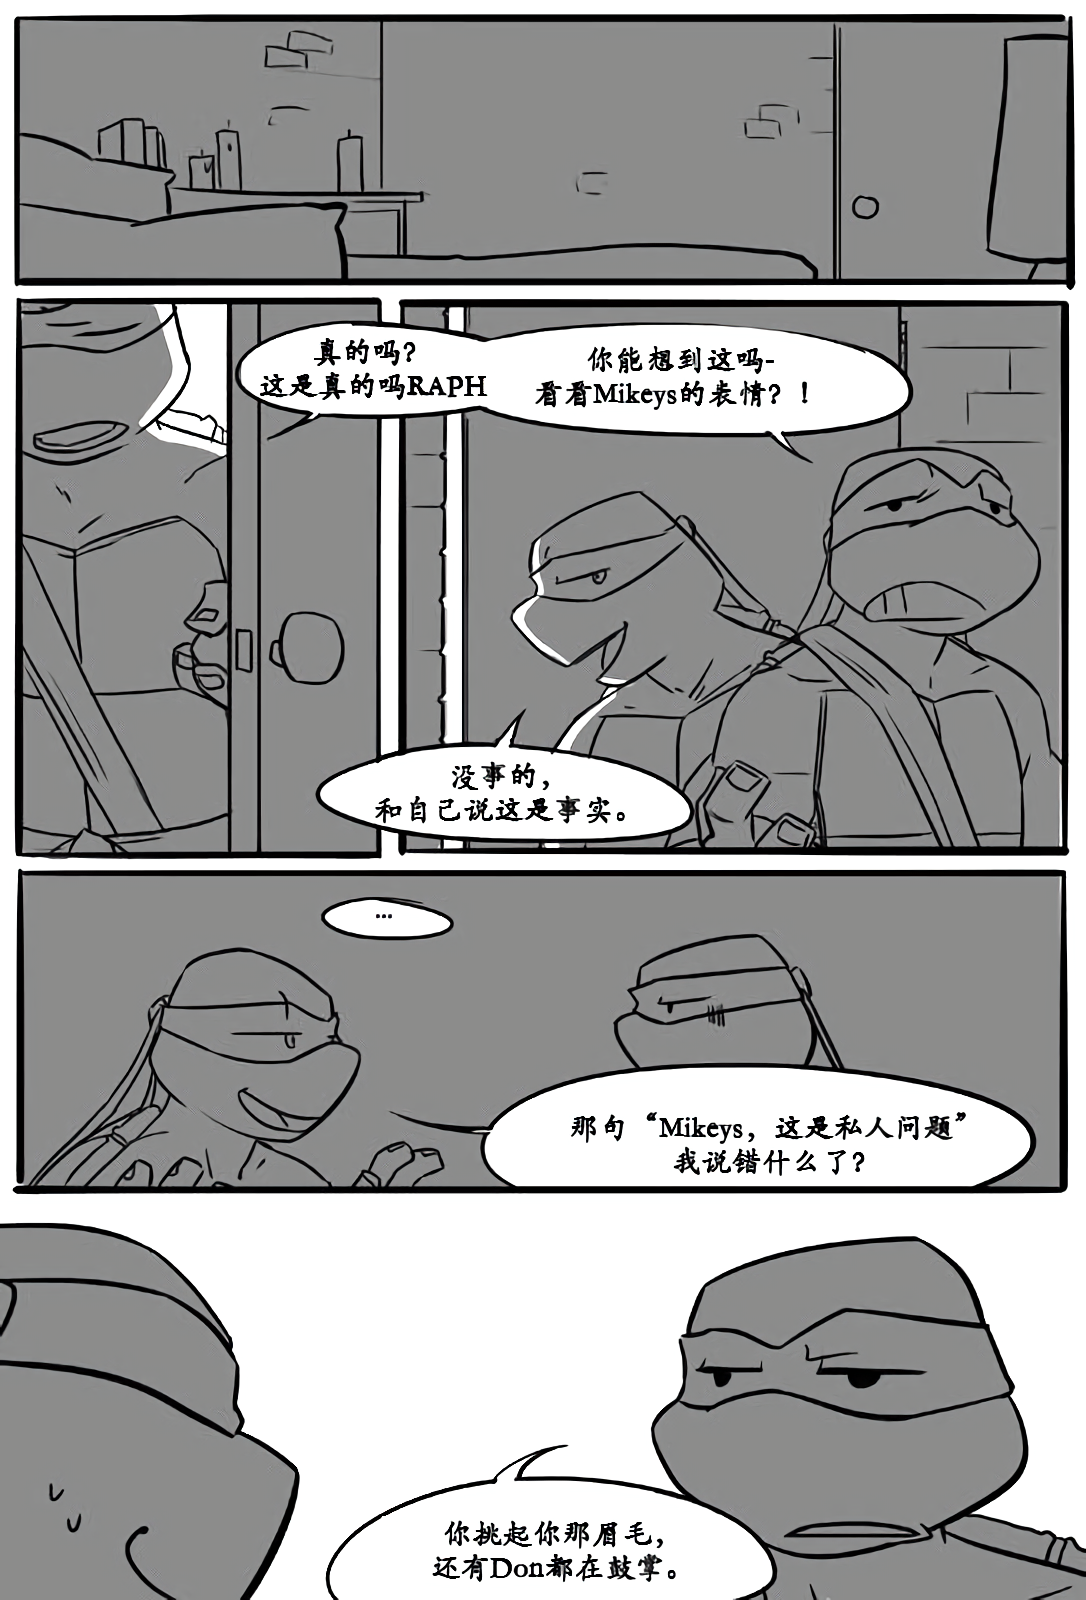 真的吗？
这是真的吗RAPH
你能想到这吗-
看看Mikeys的表情？！
没事的，
和自己说这是事实。
...
那句“Mikeys，这是私人问题”
我说错什么了？
你挑起你那眉毛，
还有Don都在鼓掌。